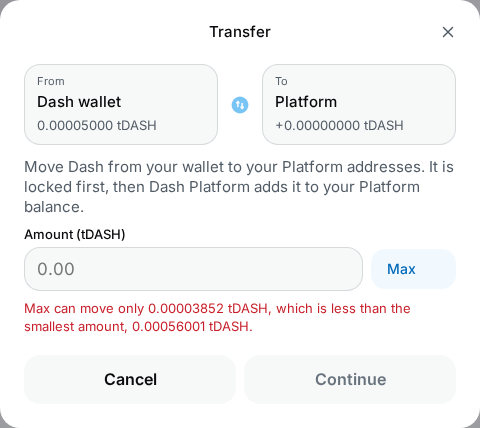 Transfer
From
Dash wallet
0.00005000 tDASH
To
Platform
+0.00000000 tDASH
Move Dash from your wallet to your Platform addresses. It is
locked first, then Dash Platform adds it to your Platform
balance.
Amount (tDASH)
0.00
Max
Max can move only 0.00003852 tDASH, which is less than the
smallest amount, 0.00056001 tDASH.
Cancel
Continue